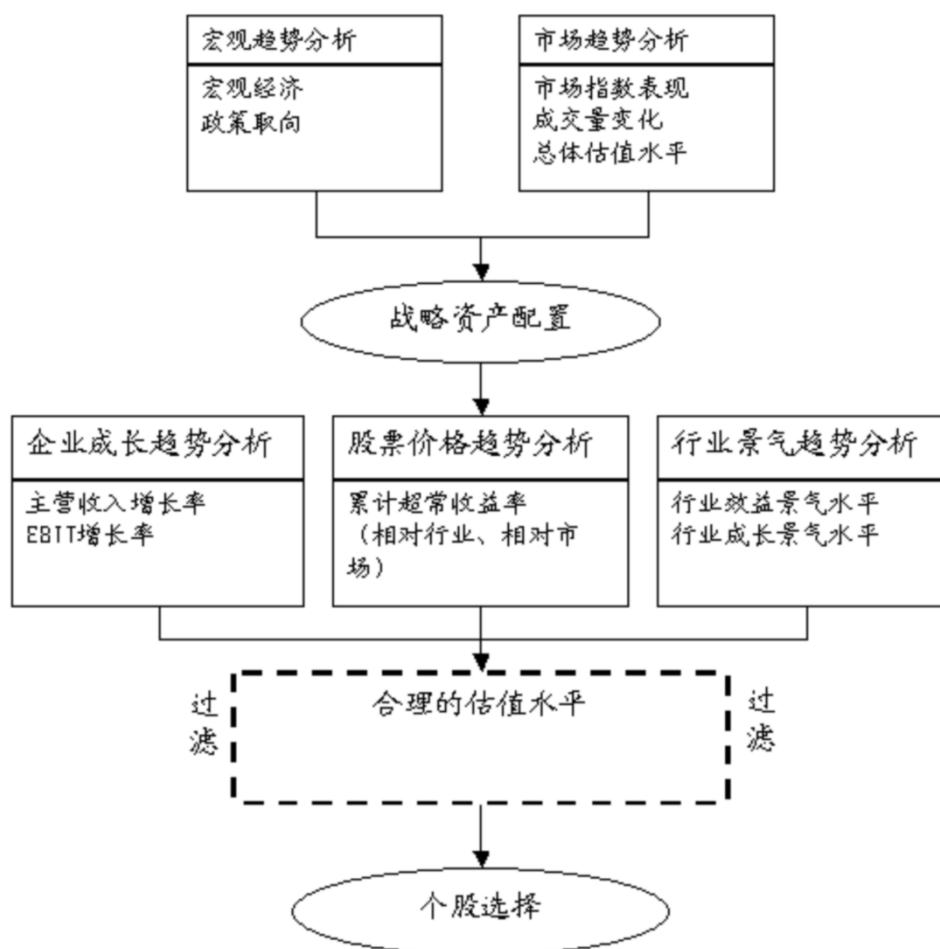 宏观趋势分析
宏观经济
政策取向
市场趋势分析
市场指数表现
成交量变化
总体估值水平
战略资产配置
企业成长趋势分析
主营收入增长率
EBIT增长率
股票价格趋势分析
累计超常收益率
（相对行业、相对市
场）
行业景气趋势分析
行业效益景气水平
行业成长景气水平
过
滤
合理的估值水平
过
滤
个股选择